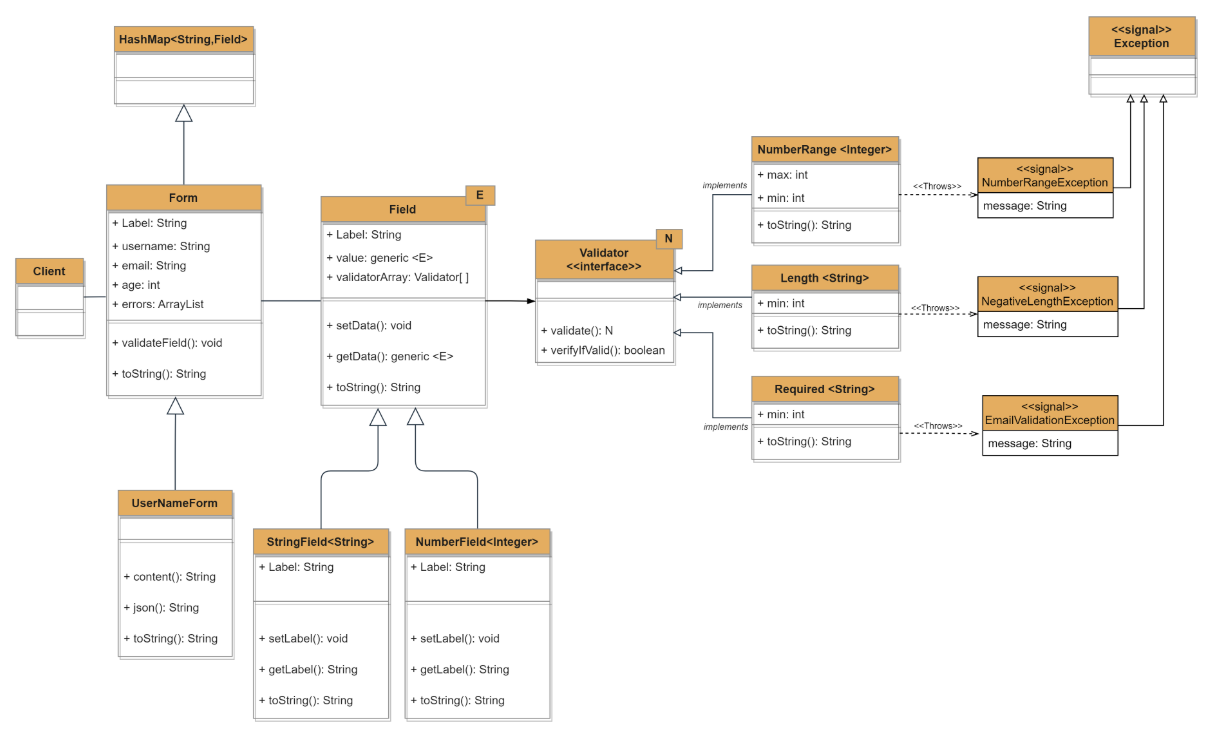 HashMap<String,Field>
Form
+ Label: String
+ username: String
+ email: String
+ age: int
+ errors: ArrayList
+ validateField(): void
+ toString(): String
Client
UserNameForm
+ content(): String
+ json(): String
+ toString(): String
E
Field
+ Label: String
+ value: generic <E>
+ validatorArray: Validator[ ]
+ setData(): void
+ getData(): generic <E>
+ toString(): String
StringField<String>
+ Label: String
+ setLabel(): void
+ getLabel(): String
+ toString(): String
NumberField<Integer>
+ Label: String
+ setLabel(): void
+ getLabel(): String
+ toString(): String
N
Validator
<<interface>>
+ validate(): N
+ verifyIfValid(): boolean
implements
implements
implements
NumberRange <Integer>
+ max: int
+ min: int
+ toString(): String
Length <String>
+ min: int
+ toString(): String
Required <String>
+ min: int
+ toString(): String
<<Throws>>
<<Throws>>
<<Throws>>
<<signal>>
Exception
<<signal>>
NumberRangeException
message: String
<<signal>>
NegativeLengthException
message: String
<<signal>>
EmailValidationException
message: String